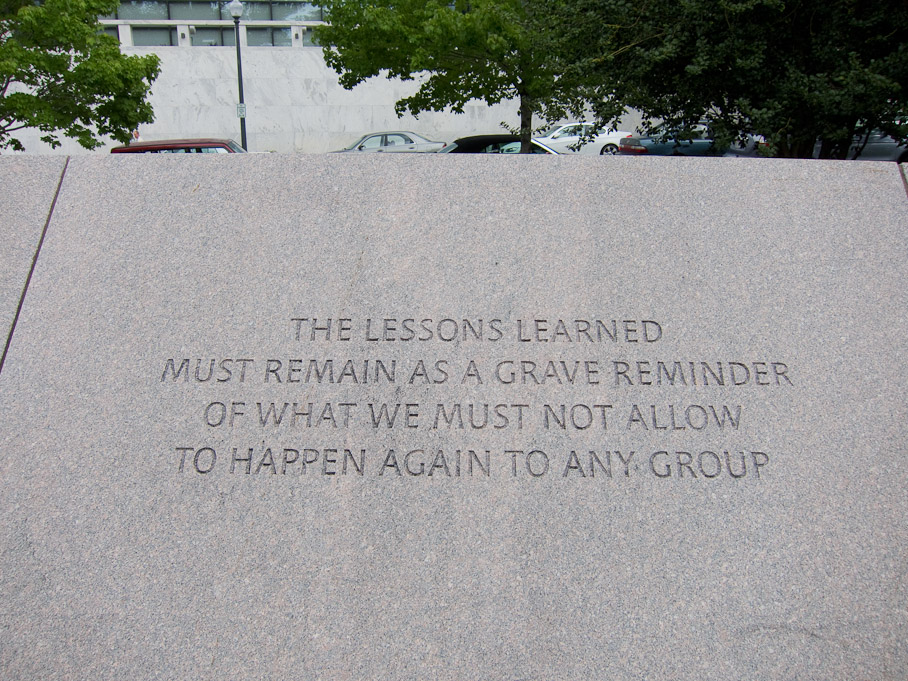 THE LESSONS LEARNED
MUST REMAIN AS A GRAVE REMINDER
OF WHAT WE MUST NOT ALLOW
TO HAPPEN AGAIN TO ANY GROUP